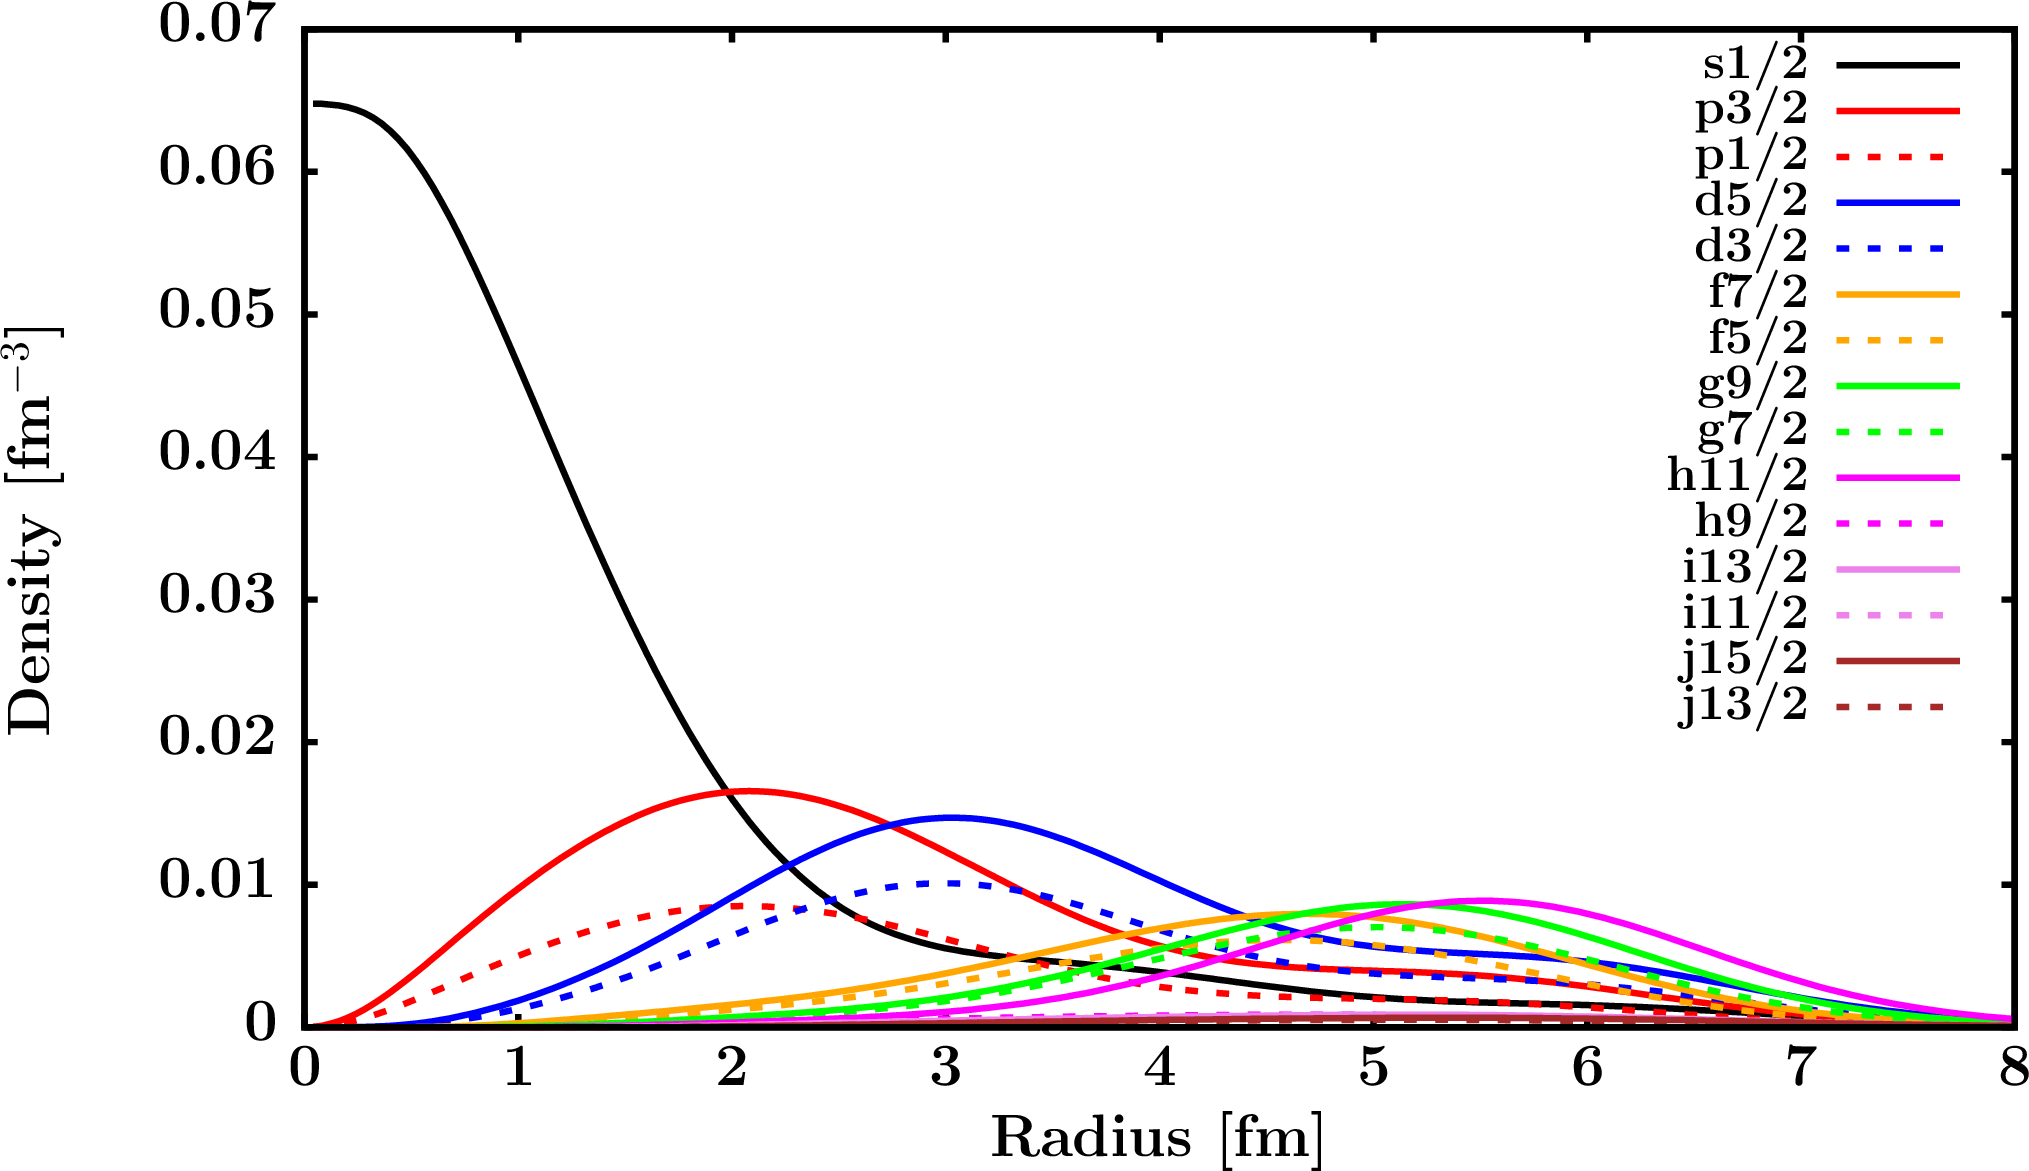 0.07
0.06
0.05
0.04
0.03
0.02
0.01
0
Density [fm⁻³]
s1/2
p3/2
p1/2
d5/2
d3/2
f7/2
f5/2
g9/2
g7/2
h11/2
h9/2
i13/2
i11/2
j15/2
j13/2
0 1 2 3 4 5 6 7 8
Radius [fm]